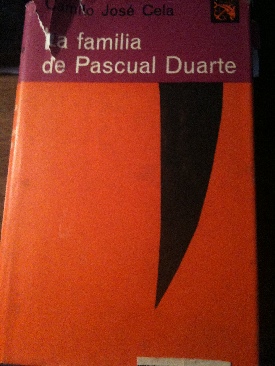 Camilo José Cela
La familia
de Pascual Duarte